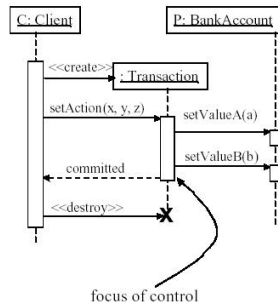 C: Client
P: BankAccount
<<create>>
: Transaction
setAction(x, y, z)
setValueA(a)
setValueB(b)
committed
<<destroy>>
focus of control